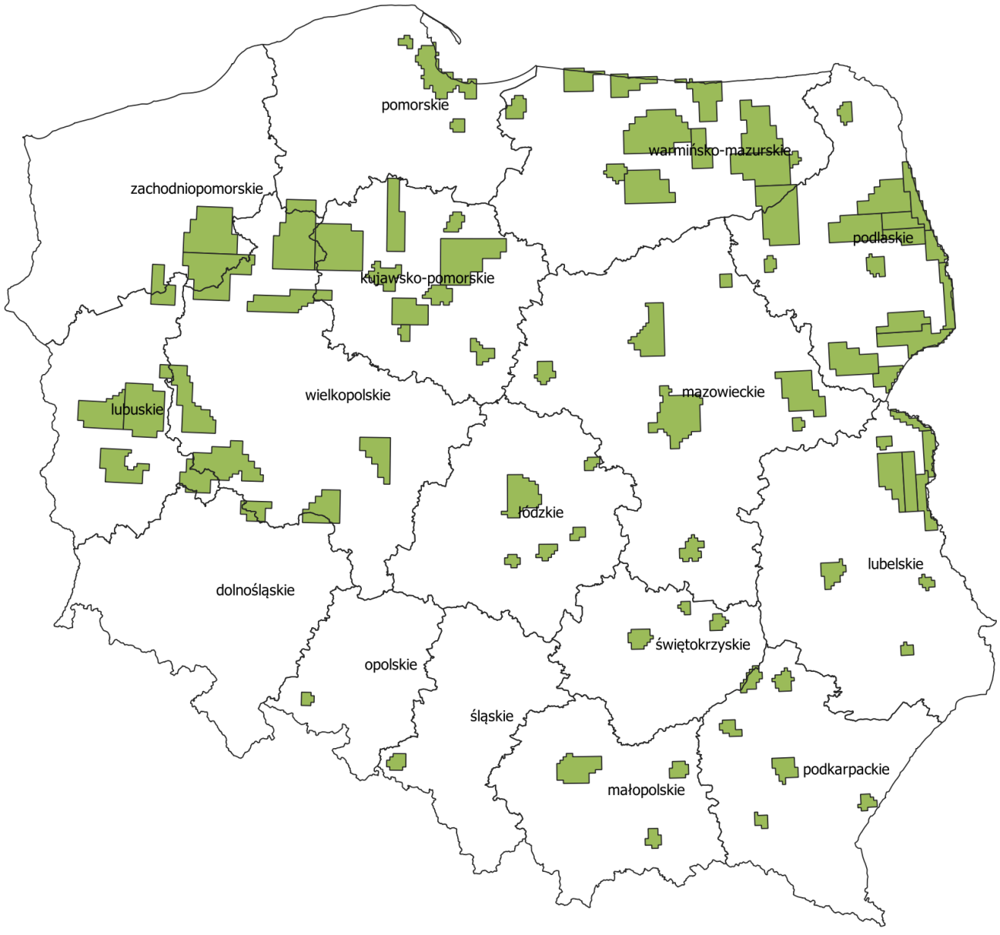 pomorskie
warmińsko-mazurskie
zachodniopomorskie
podlaskie
kujawsko-pomorskie
wielkopolskie
mazowieckie
lubuskie
łódzkie
lubelskie
dolnośląskie
świętokrzyskie
opolskie
śląskie
podkarpackie
małopolskie